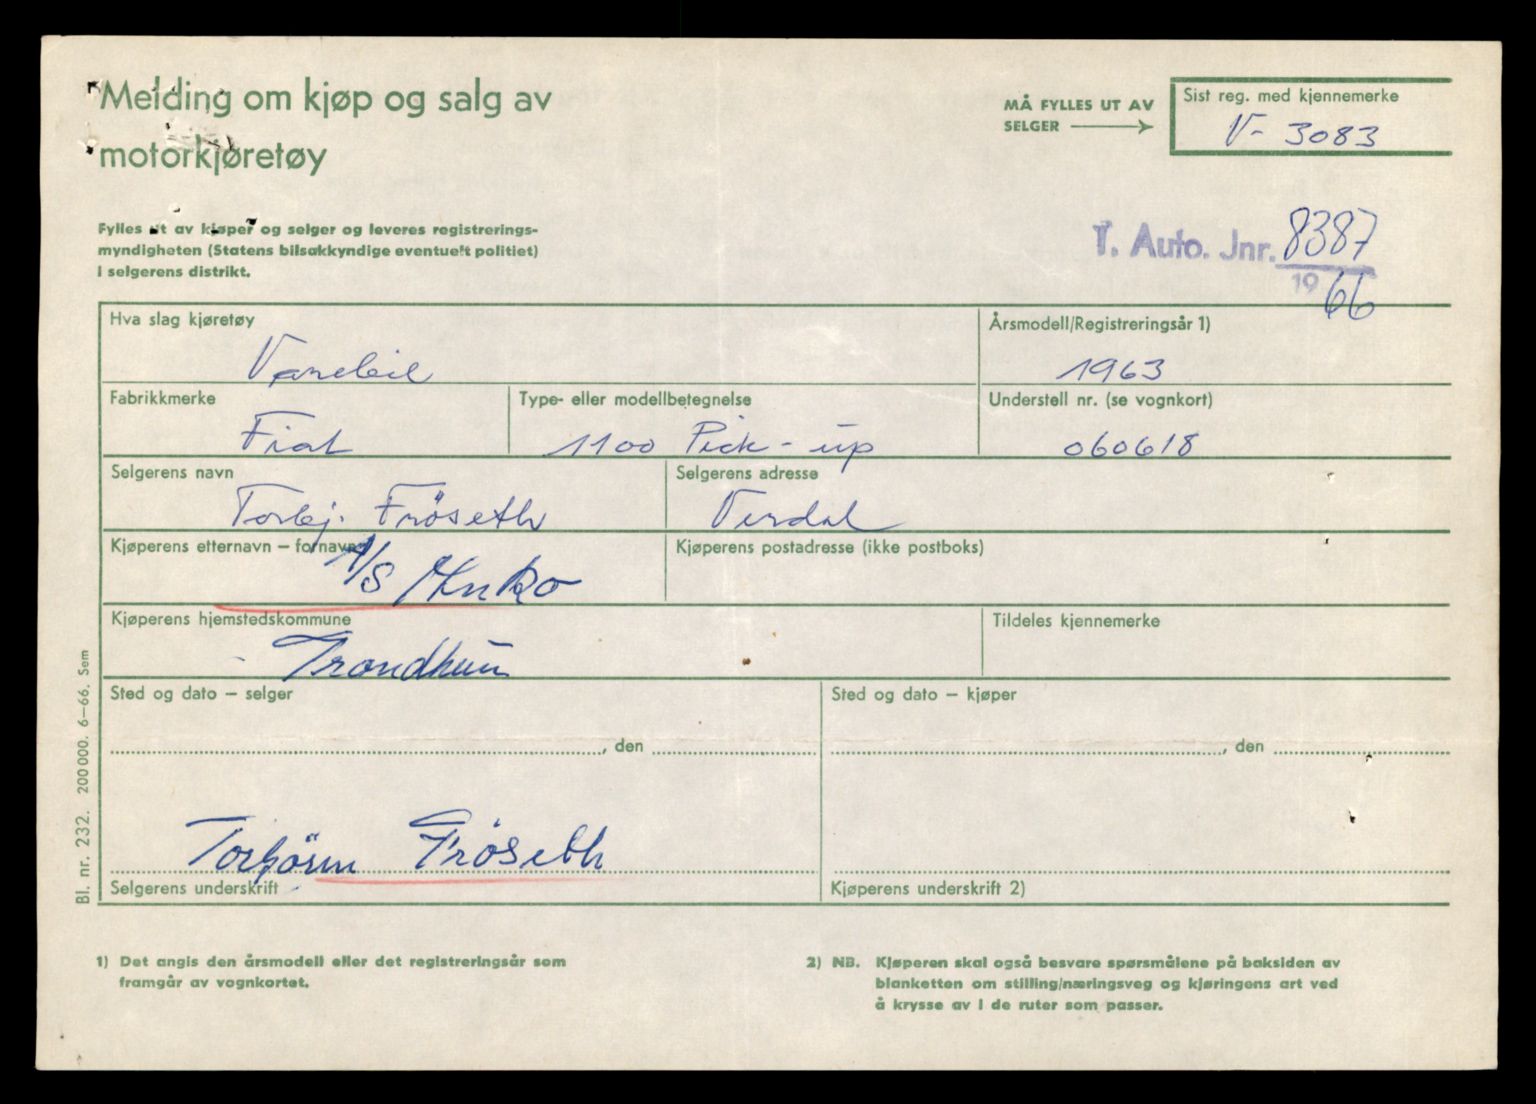 Melding om kjøp og salg av
motorkjøretøy
MÅ FYLLES UT AV
SELGER
Sist reg. med kjennemerke
V- 3083
Fylles ut av kjøper og selger og leveres registrerings-
myndigheten (Statens bilsakkyndige eventuelt politiet)
i selgerens distrikt.
T. Auto. Jnr. 8387
19 66
Hva slag kjøretøy
Varebil
Årsmodell/Registreringsår 1)
1963
Fabrikkmerke
Fiat
Type- eller modellbetegnelse
1100 Pick-up
Understell nr. (se vognkort)
060618
Selgerens navn
Torbj. Fröseth
Selgerens adresse
Verdal
Kjøperens etternavn – fornavn
A/S
Kjøperens postadresse (ikke postboks)
Kjøperens hjemstedskommune
Trondheim
Tildeles kjennemerke
Sted og dato – selger
, den
Sted og dato – kjøper
, den
Torbjörn Fröseth
Selgerens underskrift
Kjøperens underskrift 2)
Bl. nr. 232. 200 000. 6–66. Sem
1) Det angis den årsmodell eller det registreringsår som
framgår av vognkortet.
2) NB. Kjøperen skal også besvare spørsmålene på baksiden av
blanketten om stilling/næringsveg og kjøringens art ved
å krysse av i de ruter som passer.